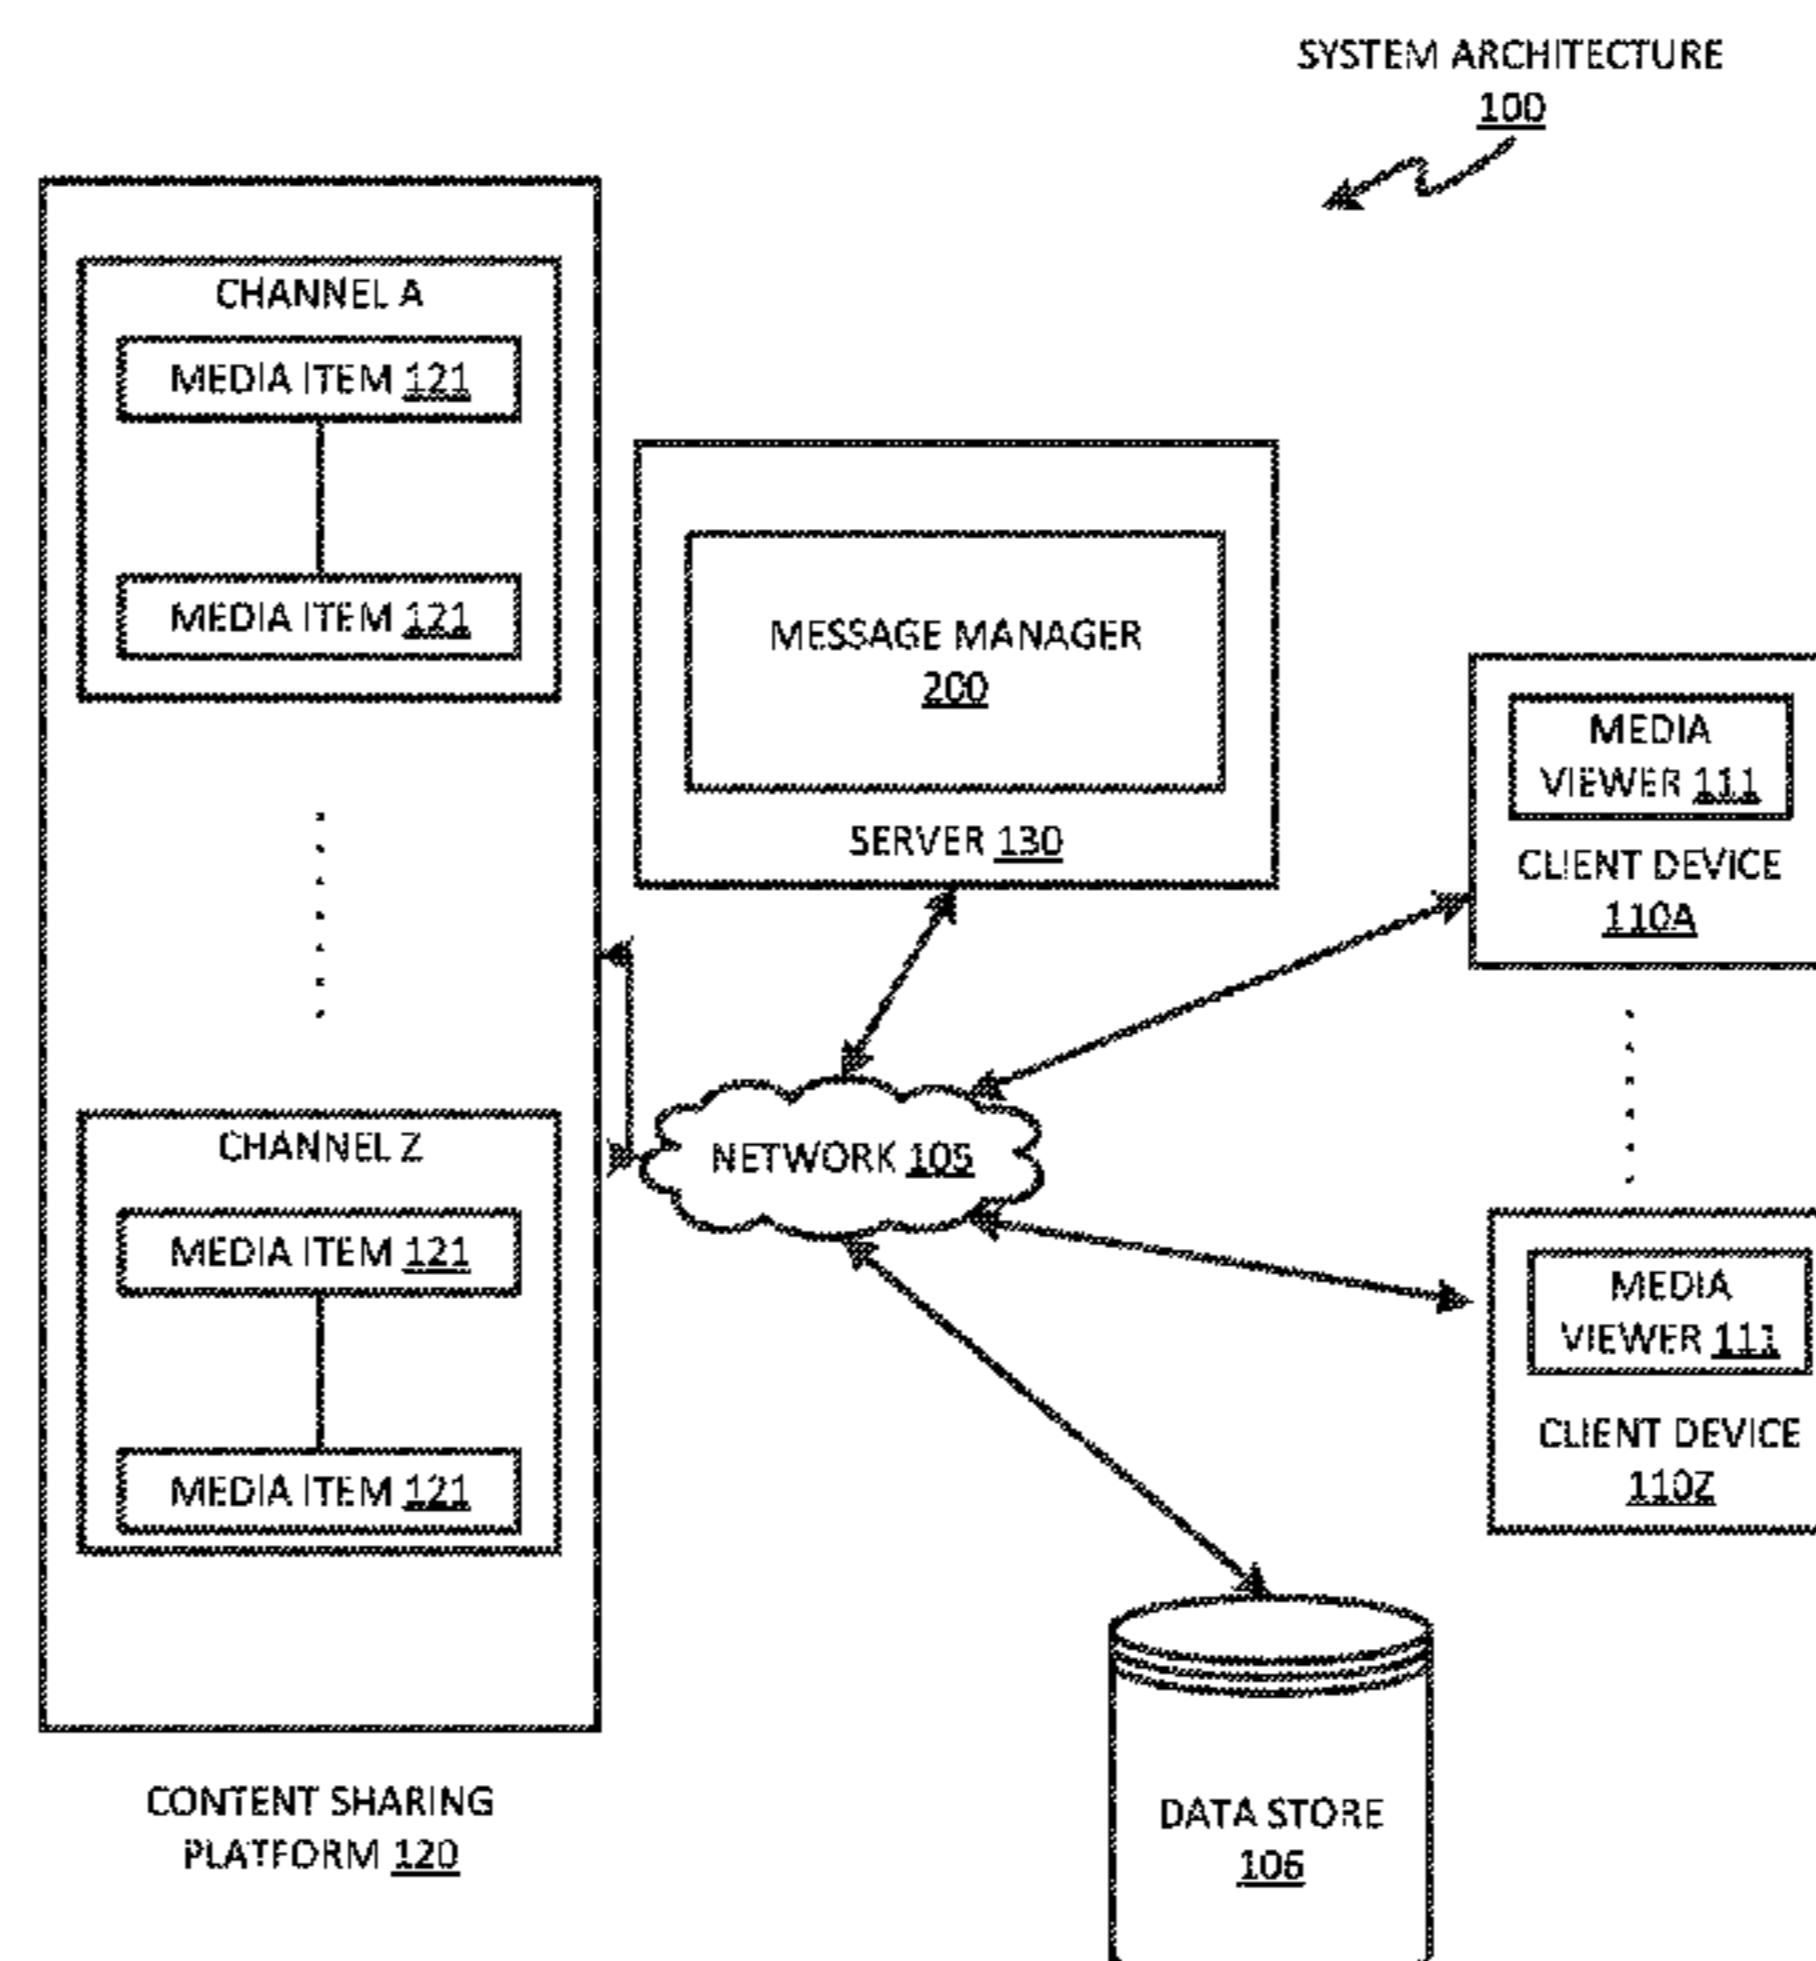 SYSTEM ARCHITECTURE
100
CHANNEL A
MEDIA ITEM 121
MEDIA ITEM 121
MESSAGE MANAGER
200
SERVER 130
MEDIA
VIEWER 111
CLIENT DEVICE
110A
NETWORK 105
CHANNEL Z
MEDIA ITEM 121
MEDIA ITEM 121
MEDIA
VIEWER 111
CLIENT DEVICE
110Z
CONTENT SHARING
PLATFORM 120
DATA STORE
106